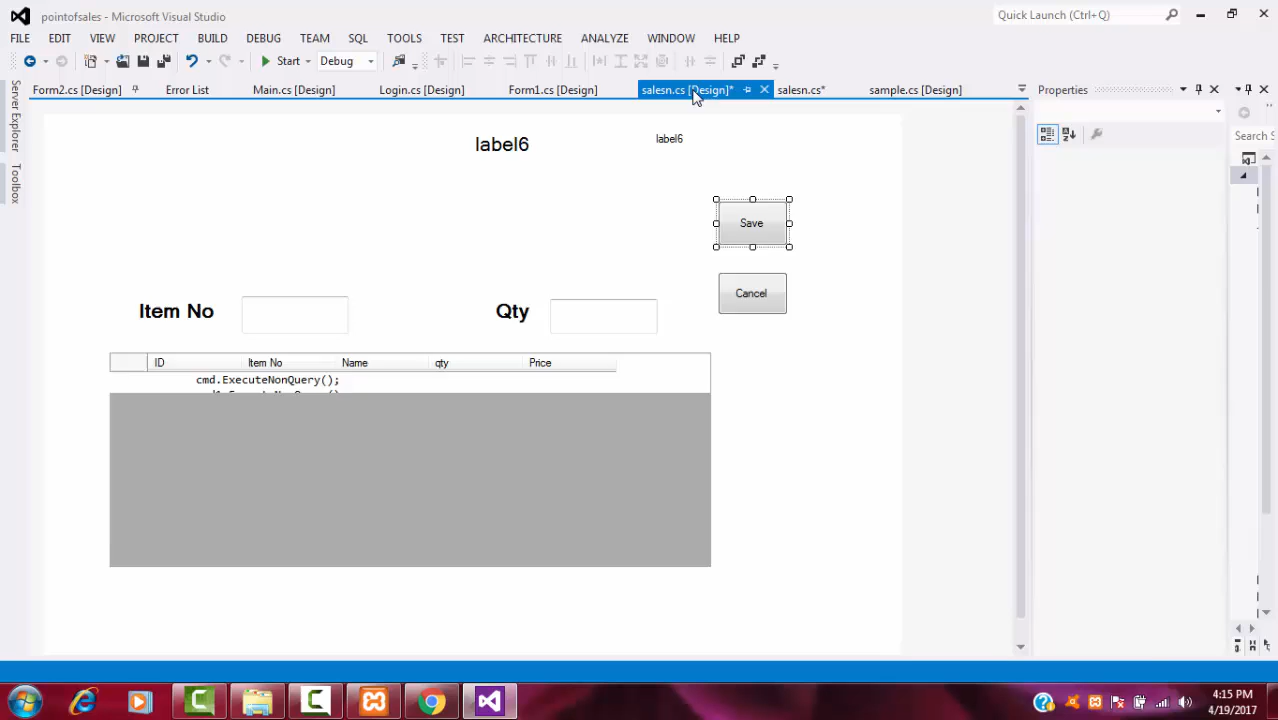 pointofsales - Microsoft Visual Studio
Quick Launch (Ctrl+Q)
FILE EDIT VIEW PROJECT BUILD DEBUG TEAM SQL TOOLS TEST ARCHITECTURE ANALYZE WINDOW HELP
Start Debug
Form2.cs [Design] Error List Main.cs [Design] Login.cs [Design] Form1.cs [Design] salesn.cs [Design]* salesn.cs* sample.cs [Design] Properties
Server Explorer
Toolbox
label6 label6
Search S
Save
Cancel
Item No Qty
ID Item No Name qty Price
cmd.ExecuteNonQuery();
4:15 PM
4/19/2017